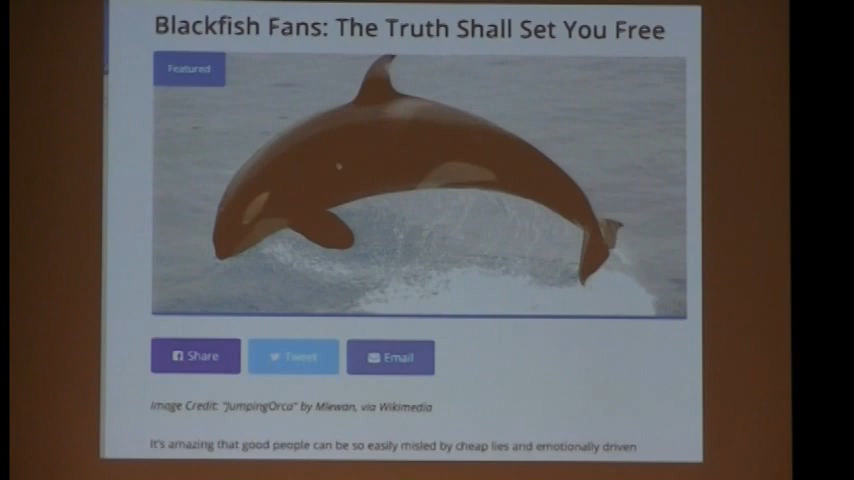 Blackfish Fans: The Truth Shall Set You Free
Featured
Share
Tweet
Email
Image Credit: "JumpingOrca" by Mlewan, via Wikimedia
It's amazing that good people can be so easily misled by cheap lies and emotionally driven